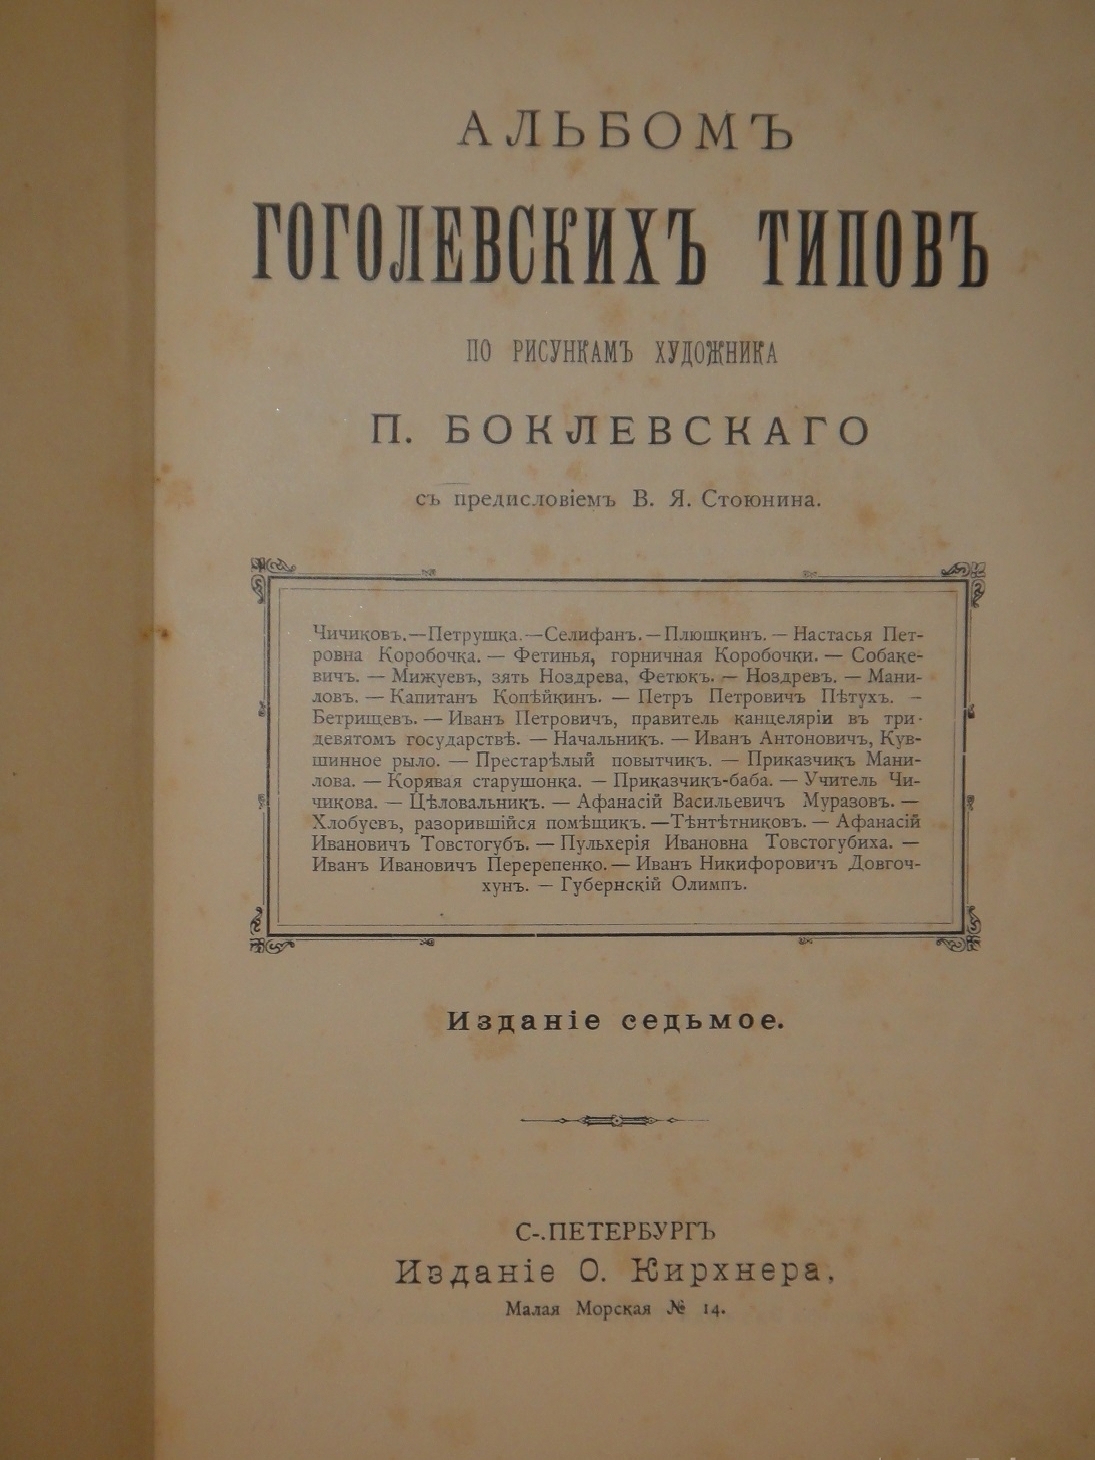 АЛЬБОМЪ
ГОГОЛЕВСКИХЪ ТИПОВЪ
ПО РИСУНКАМЪ ХУДОЖНИКА
П. БОКЛЕВСКАГО
съ предисловіемъ В. Я. Стоюнина.
Чичиковъ.—Петрушка.—Селифанъ.—Плюшкинъ. — Настасья Пет-
ровна Коробочка. — Фетинья, горничная Коробочки. — Собаке-
вичъ. — Мижуевъ, зять Ноздрева, Фетюкъ. — Ноздревъ. — Мани-
ловъ. — Капитанъ Копѣйкинъ. — Петръ Петровичъ Пѣтухъ. —
Бетрищевъ. — Иванъ Петровичъ, правитель канцеляріи въ три-
девятомъ государствѣ. — Начальникъ. — Иванъ Антоновичъ, Кув-
шинное рыло. — Престарѣлый повытчикъ. — Приказчикъ Мани-
лова. — Корявая старушонка. — Приказчикъ-баба. — Учитель Чи-
чикова. — Цѣловальникъ. — Афанасій Васильевичъ Муразовъ. —
Хлобуевъ, разорившійся помѣщикъ. —Тѣнтѣтниковъ. — Афанасій
Ивановичъ Товстогубъ. — Пульхерія Ивановна Товстогубиха. —
Иванъ Ивановичъ Перерепенко. — Иванъ Никифоровичъ Довгоч-
хунъ. — Губернскій Олимпъ.
Изданіе седьмое.
С-.ПЕТЕРБУРГЪ
Изданіе О. Кирхнера,
Малая Морская № 14.